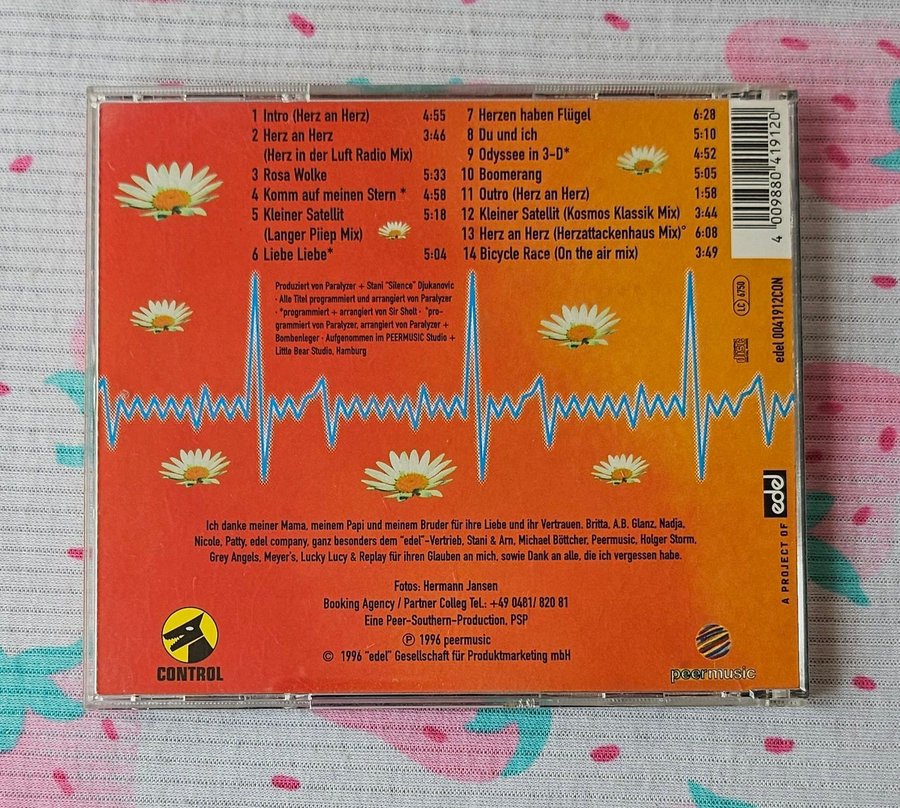 1 Intro (Herz an Herz) 4:55
2 Herz an Herz 3:46
(Herz in der Luft Radio Mix)
3 Rosa Wolke 5:33
4 Komm auf meinen Stern * 4:58
5 Kleiner Satellit 5:18
(Langer Piiep Mix)
6 Liebe Liebe* 5:04
7 Herzen haben Flügel 6:28
8 Du und ich 5:10
9 Odyssee in 3-D* 4:52
10 Boomerang 5:05
11 Outro (Herz an Herz) 1:58
12 Kleiner Satellit (Kosmos Klassik Mix) 3:44
13 Herz an Herz (Herzattackenhaus Mix)° 6:08
14 Bicycle Race (On the air mix) 3:49
4 009880 419120
LC 6750
edel 0041912CON
Produziert von Paralyzer + Stani "Silence" Djukanovic
· Alle Titel programmiert und arrangiert von Paralyzer
· *programmiert + arrangiert von Sir Sholt · °pro-
grammiert von Paralyzer, arrangiert von Paralyzer +
Bombenleger · Aufgenommen im PEERMUSIC Studio +
Little Bear Studio, Hamburg
Ich danke meiner Mama, meinem Papi und meinem Bruder für ihre Liebe und ihr Vertrauen. Britta, A.B. Glanz, Nadja,
Nicole, Patty, edel company, ganz besonders dem "edel"-Vertrieb, Stani & Arn, Michael Böttcher, Peermusic, Holger Storm,
Grey Angels, Meyer's, Lucky Lucy & Replay für ihren Glauben an mich, sowie Dank an alle, die ich vergessen habe.
A PROJECT OF edel
Fotos: Hermann Jansen
Booking Agency / Partner Colleg Tel.: +49 0481/ 820 81
Eine Peer-Southern-Production, PSP
℗ 1996 peermusic
© 1996 "edel" Gesellschaft für Produktmarketing mbH
CONTROL
peermusic